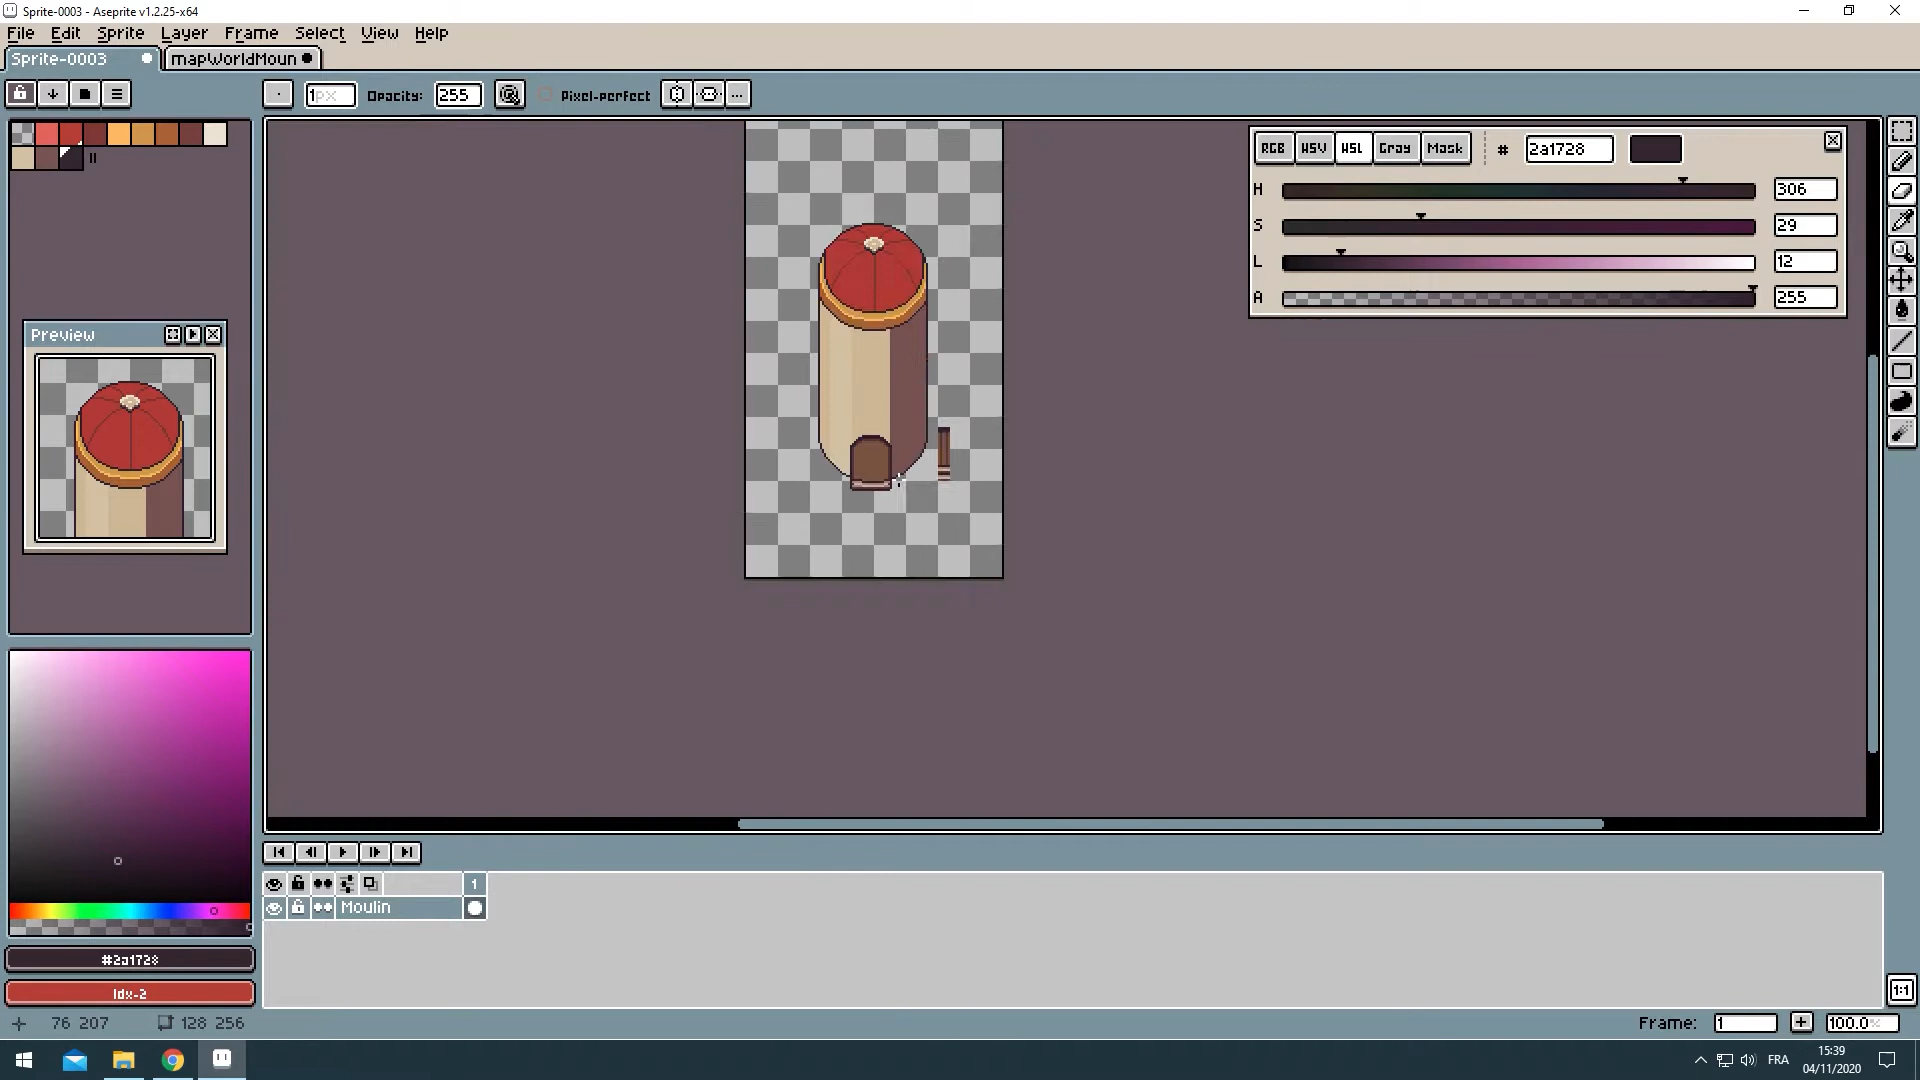 Sprite-0003 - Aseprite v1.2.25-x64
File Edit Sprite Layer Frame Select View Help
Sprite-0003 mapWorldMoun
1px Opacity: 255 Pixel-perfect ...
RGB HSV HSL Gray Mask # 2a1728
H 306
S 29
L 12
A 255
Preview
1
Moulin
#2a1728
Idx-2
1:1
76 207 128 256
Frame: 1 + 100.0%
FRA
15:39
04/11/2020